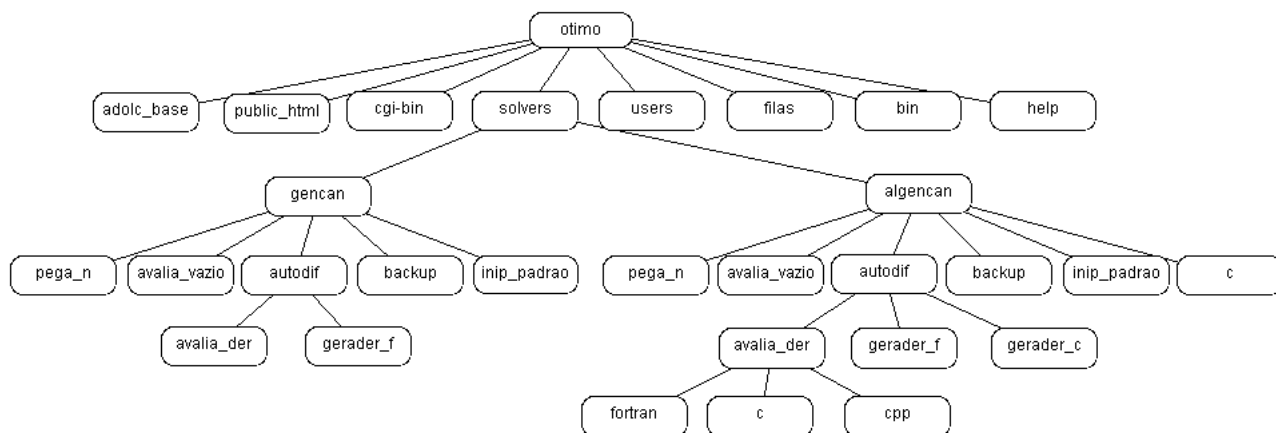 otimo
adolc_base
public_html
cgi-bin
solvers
users
filas
bin
help
gencan
algencan
pega_n
avalia_vazio
autodif
backup
inip_padrao
pega_n
avalia_vazio
autodif
backup
inip_padrao
c
avalia_der
gerader_f
avalia_der
gerader_f
gerader_c
fortran
c
cpp